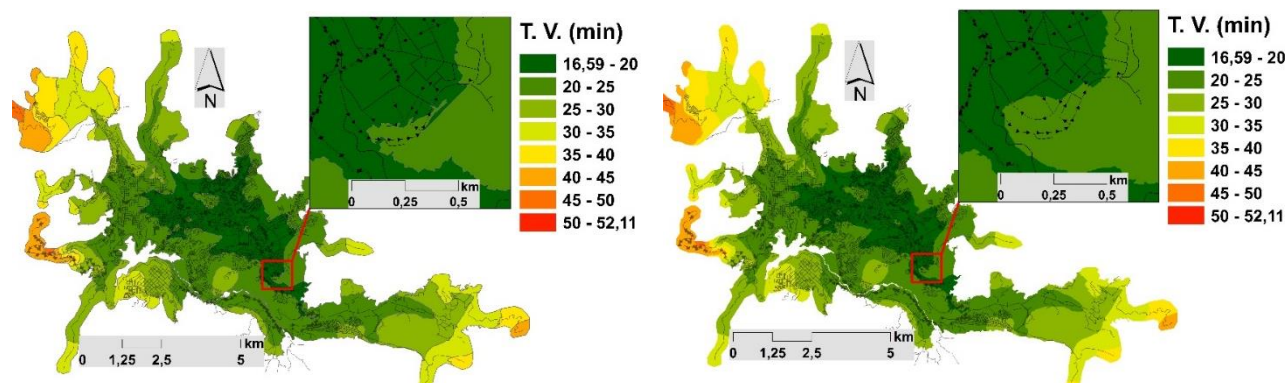 T. V. (min)
16,59 - 20
20 - 25
25 - 30
30 - 35
35 - 40
40 - 45
45 - 50
50 - 52,11
N
km
0 0,25 0,5
km
0 1,25 2,5 5
T. V. (min)
16,59 - 20
20 - 25
25 - 30
30 - 35
35 - 40
40 - 45
45 - 50
50 - 52,11
N
km
0 0,25 0,5
km
0 1,25 2,5 5